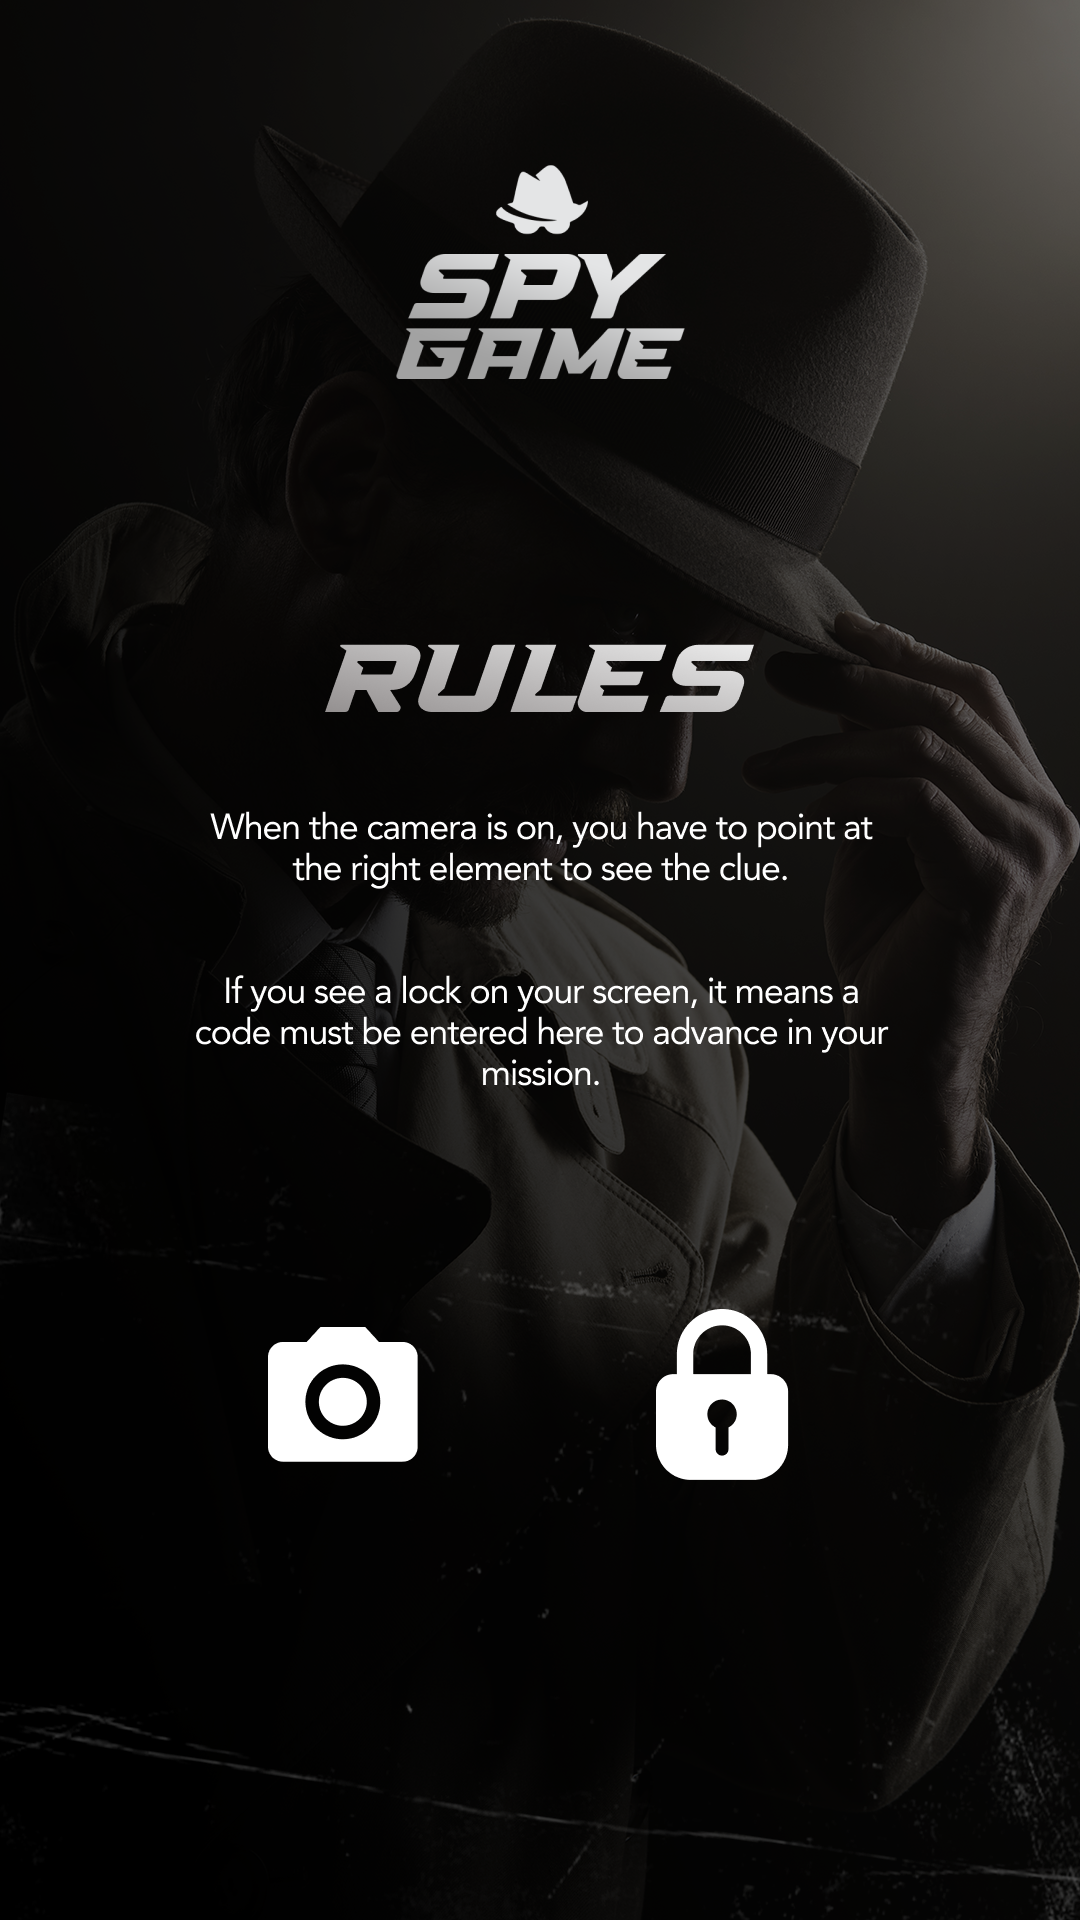 SPY
GAME
RULES
When the camera is on, you have to point at
the right element to see the clue.
If you see a lock on your screen, it means a
code must be entered here to advance in your
mission.